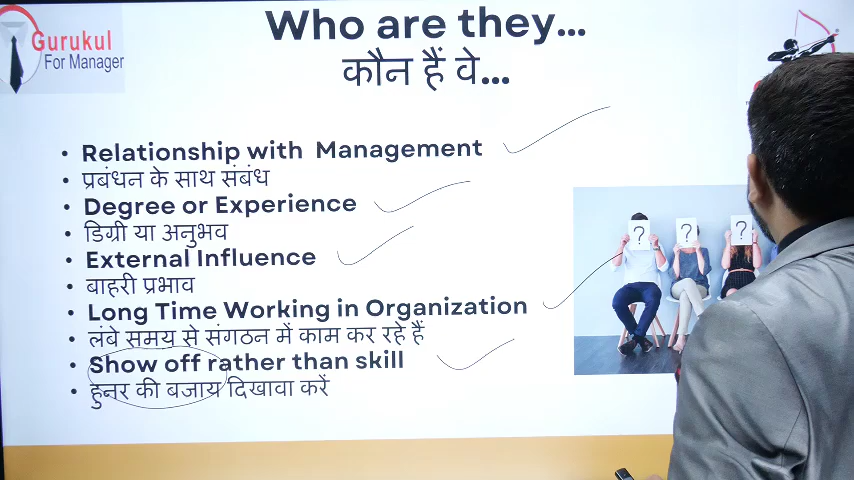 Gurukul
For Manager
Who are they...
कौन हैं वे...
• Relationship with Management
• प्रबंधन के साथ संबंध
• Degree or Experience
• डिग्री या अनुभव
• External Influence
• बाहरी प्रभाव
• Long Time Working in Organization
• लंबे समय से संगठन में काम कर रहे हैं
• Show off rather than skill
• हुनर की बजाय दिखावा करें
? ? ?